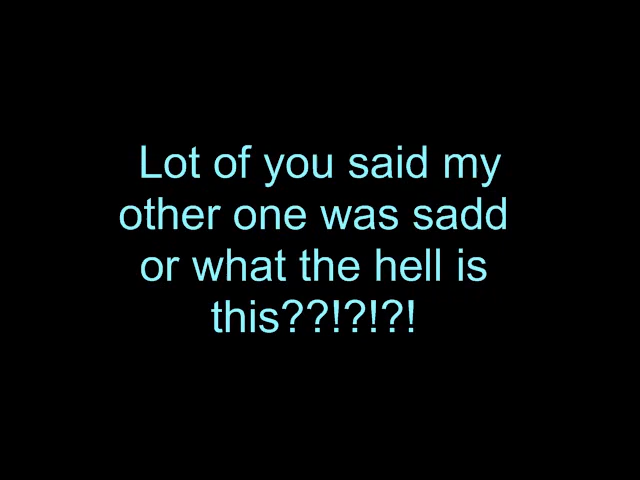 Lot of you said my
other one was sadd
or what the hell is
this??!?!?!